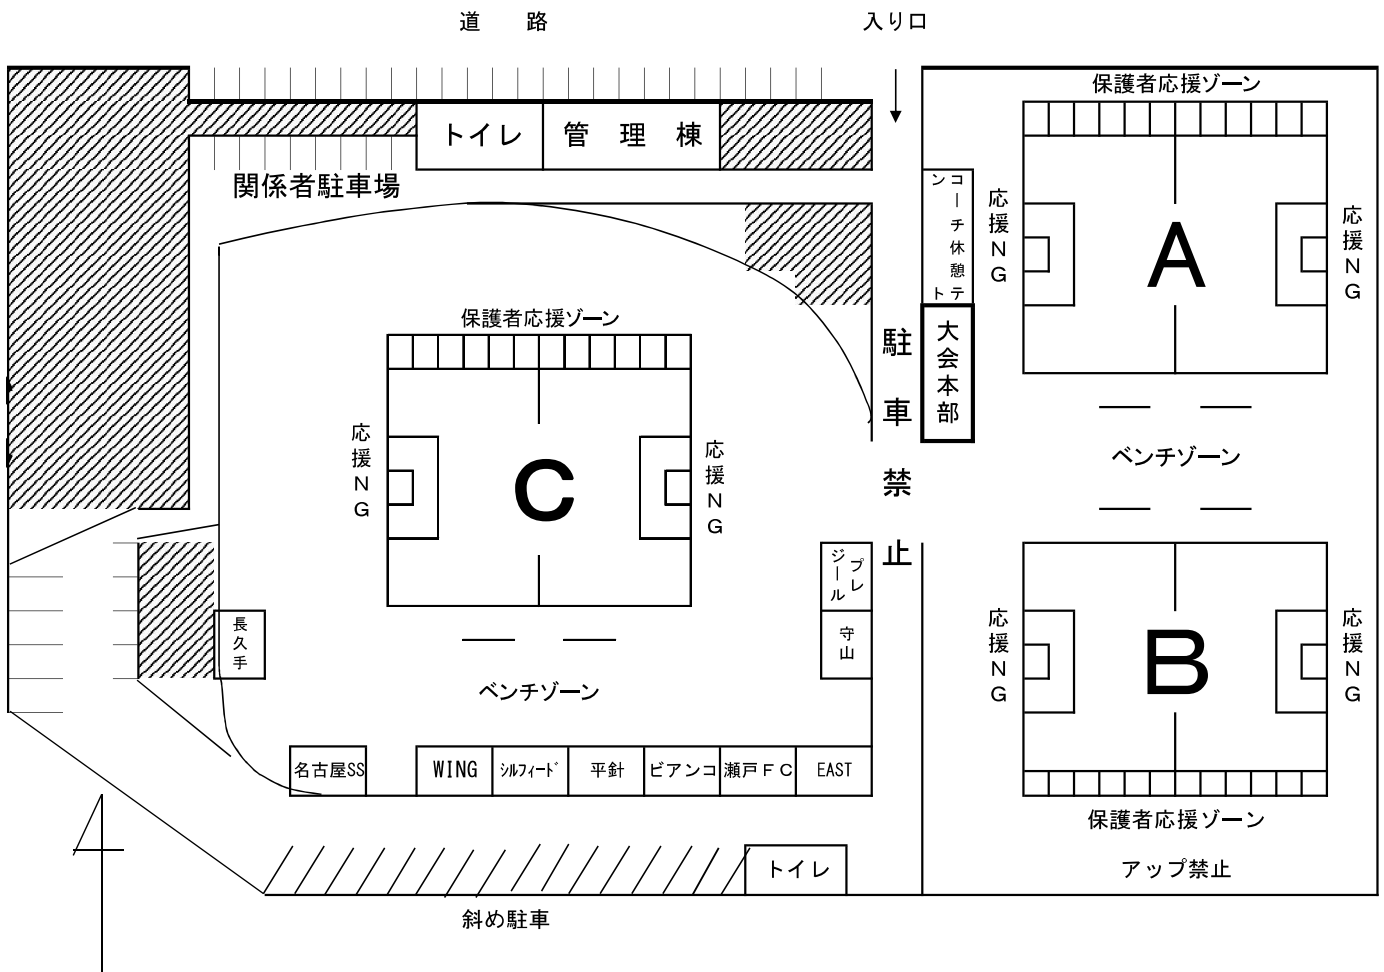 道　路
入り口
保護者応援ゾーン
トイレ
管理棟
関係者駐車場
コーチ休憩テント
応援NG
A
応援NG
保護者応援ゾーン
大会本部
駐車禁止
応援NG
C
応援NG
ベンチゾーン
プレジール
守山
長久手
応援NG
B
応援NG
ベンチゾーン
名古屋SS
WING
シルフィード
平針
ビアンコ
瀬戸FC
EAST
保護者応援ゾーン
トイレ
アップ禁止
斜め駐車